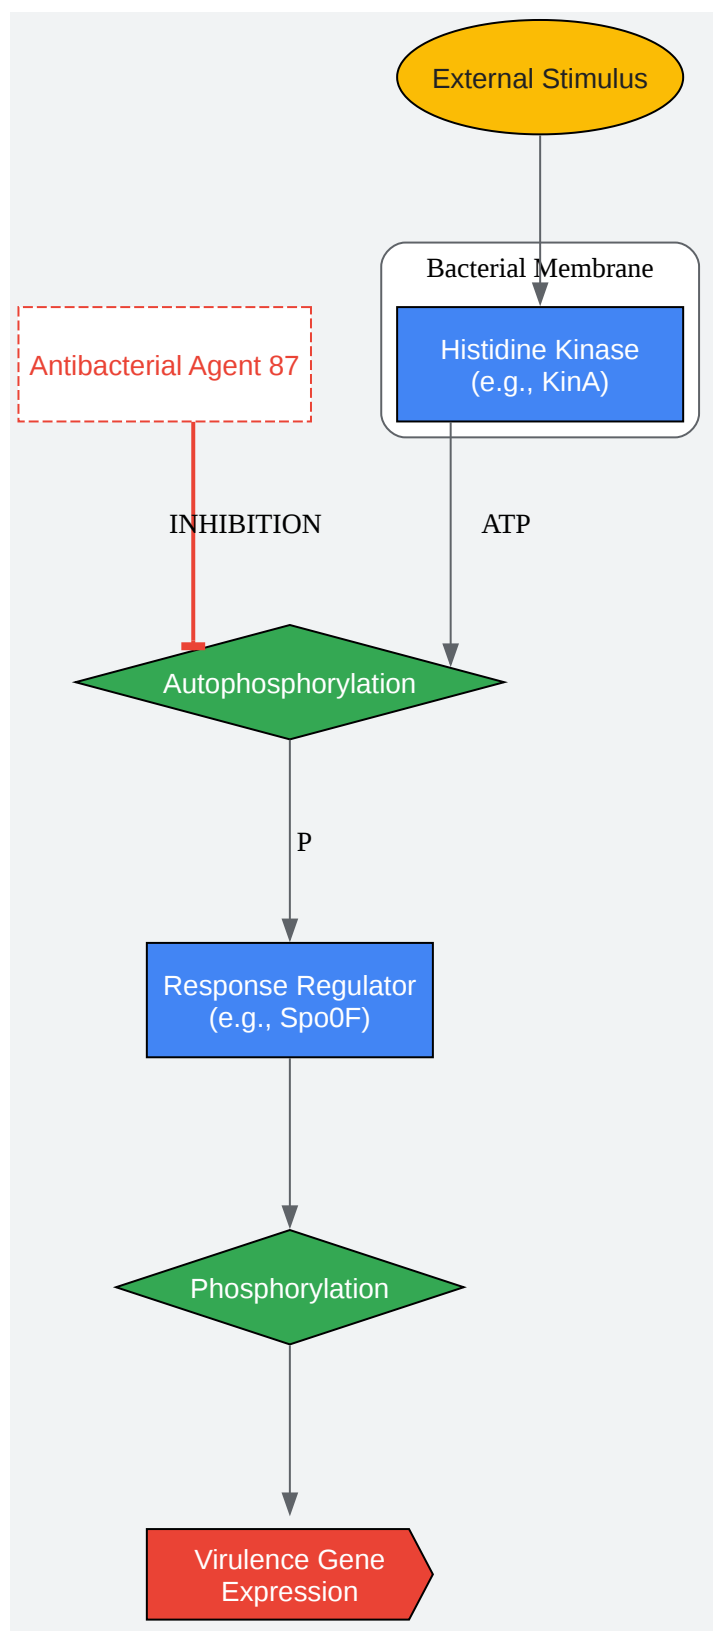 External Stimulus
Bacterial Membrane
Histidine Kinase
(e.g., KinA)
Antibacterial Agent 87
INHIBITION
ATP
Autophosphorylation
P
Response Regulator
(e.g., Spo0F)
Phosphorylation
Virulence Gene
Expression